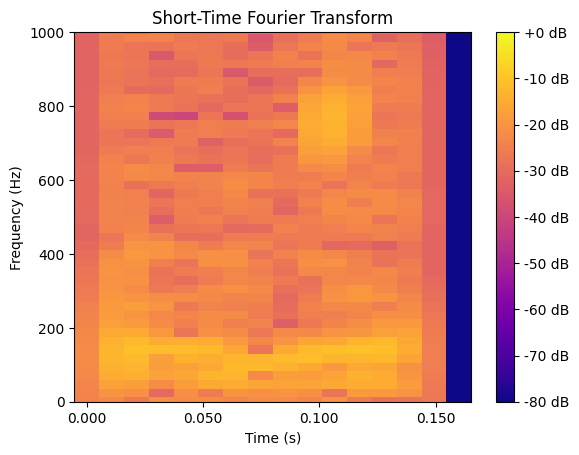 Short-Time Fourier Transform
1000
800
600
400
200
0
Frequency (Hz)
0.000
0.050
0.100
0.150
Time (s)
+0 dB
-10 dB
-20 dB
-30 dB
-40 dB
-50 dB
-60 dB
-70 dB
-80 dB